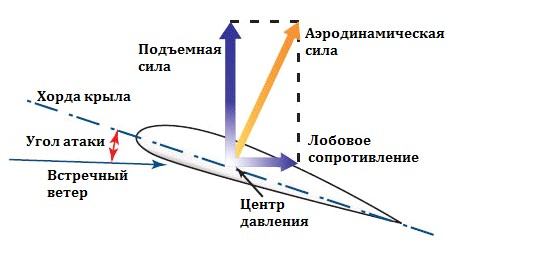 Подъемная
сила
Аэродинамическая
сила
Хорда крыла
Угол атаки
Встречный
ветер
Лобовое
сопротивление
Центр
давления